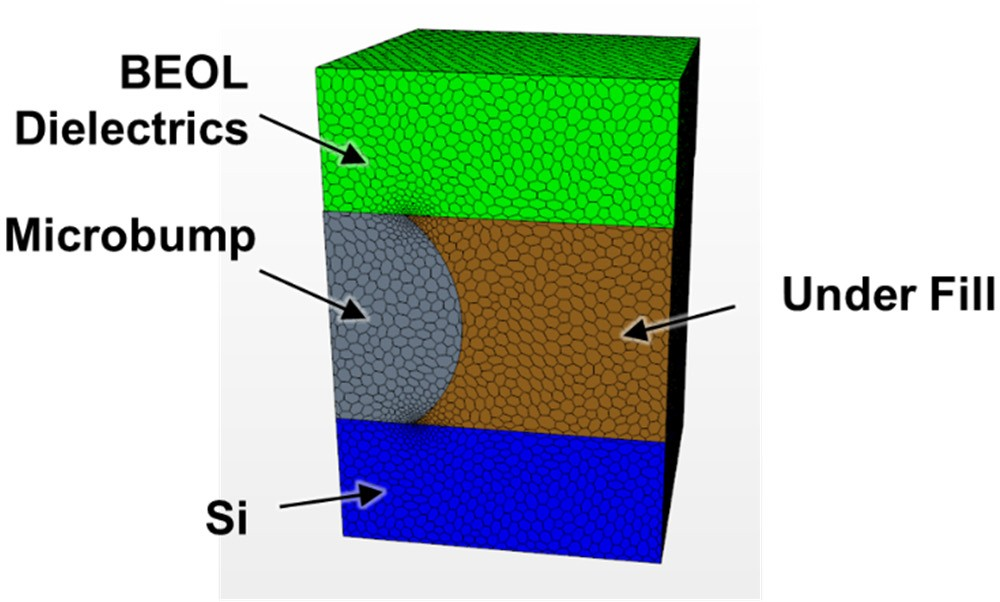 BEOL
Dielectrics
Microbump
Under Fill
Si